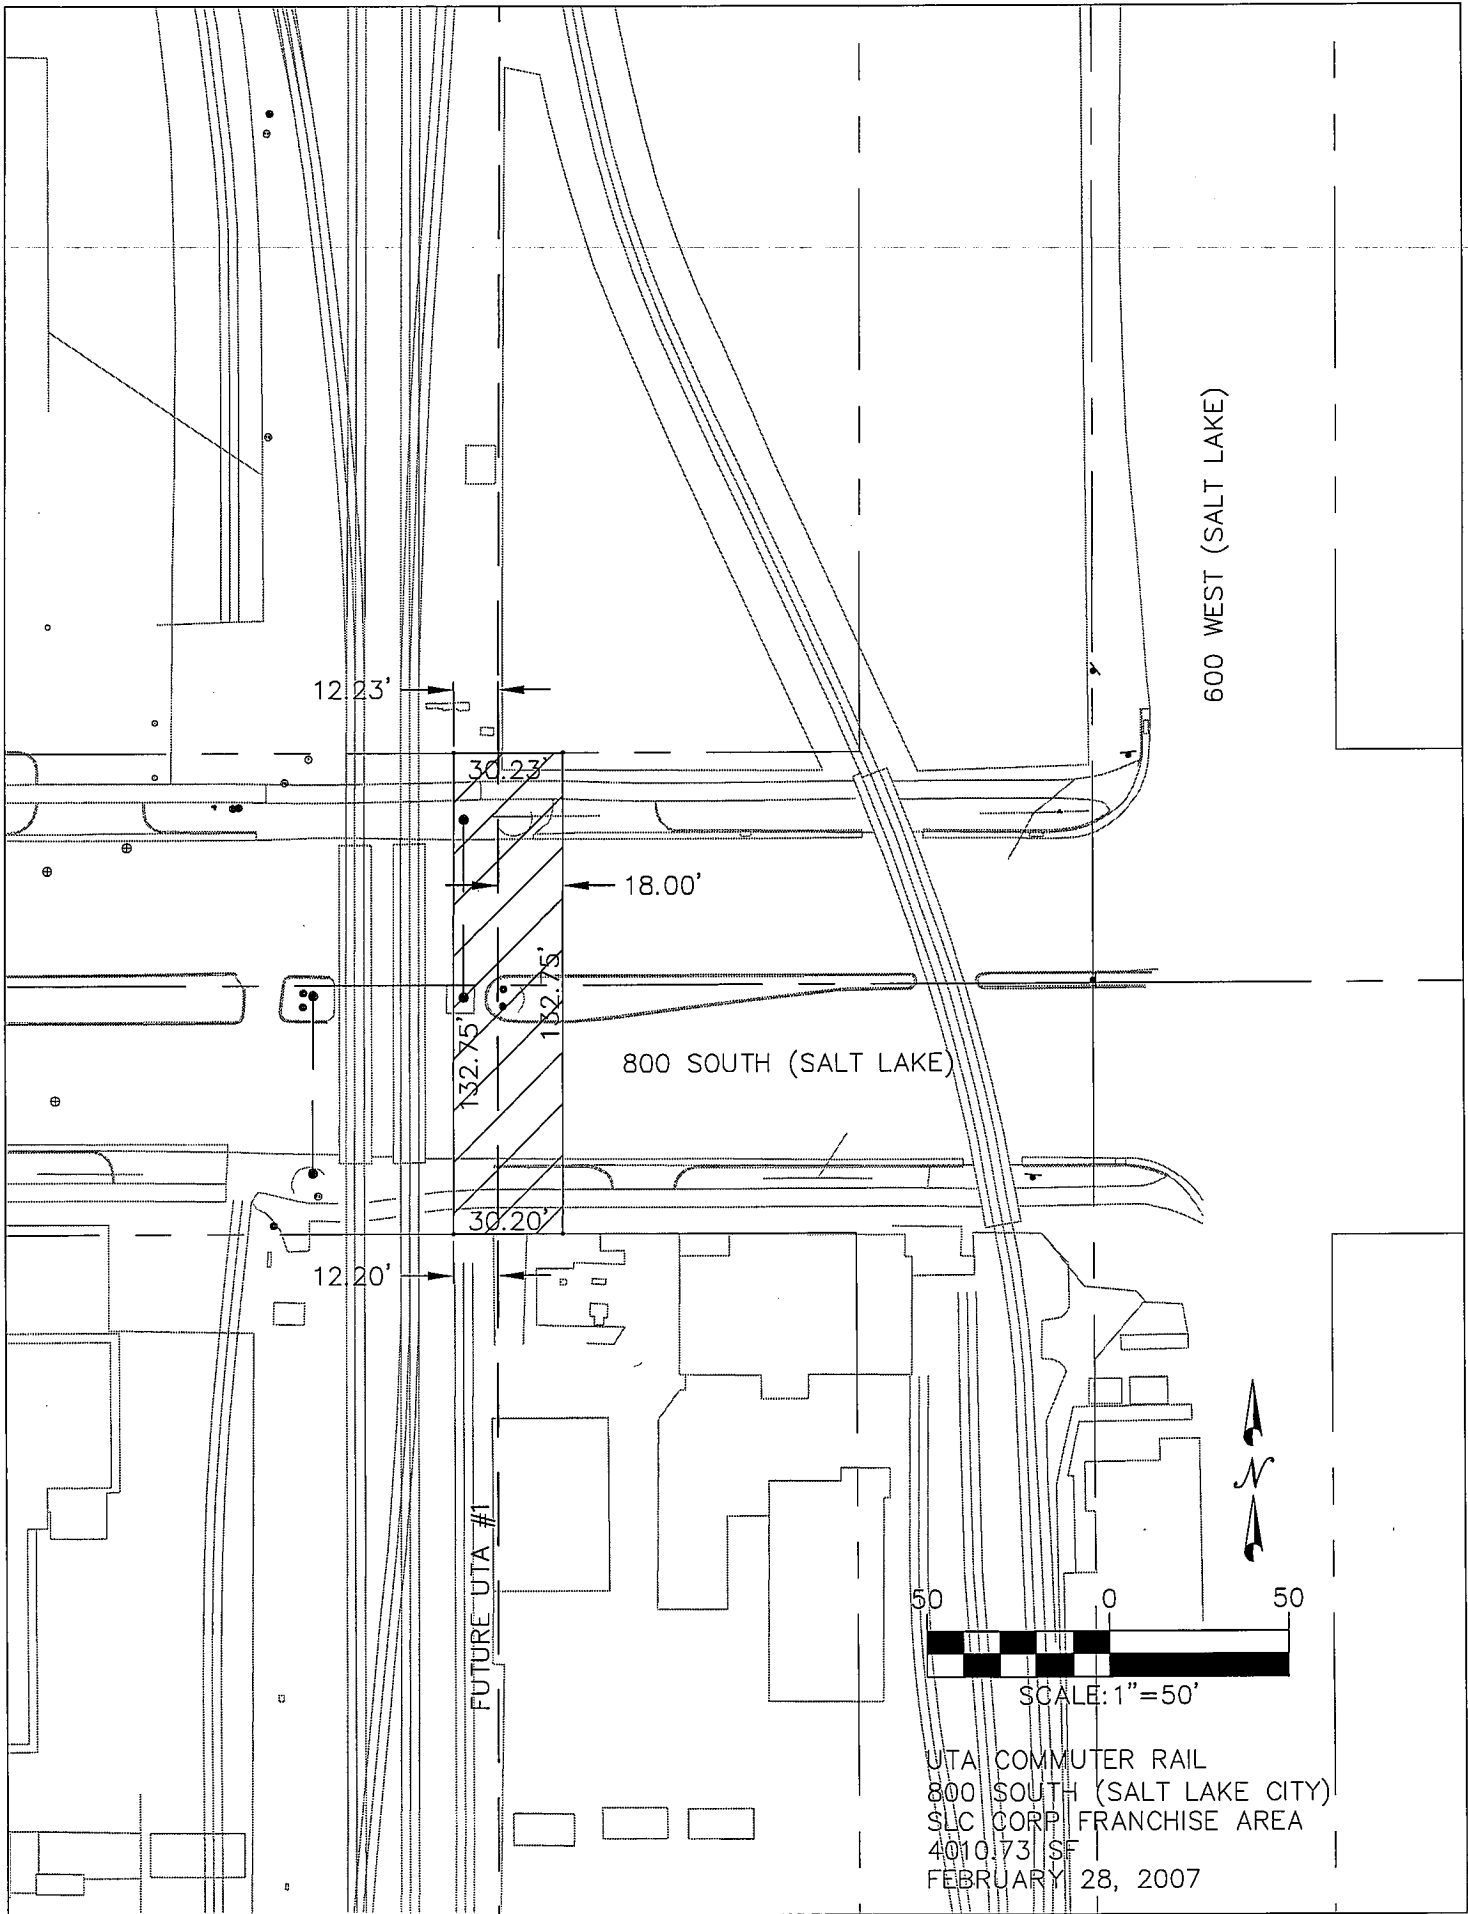 600 WEST (SALT LAKE)
12.23'
30.23'
18.00'
132.75'
132.75'
800 SOUTH (SALT LAKE)
30.20'
12.20'
FUTURE UTA #1
N
50 0 50
SCALE: 1"=50'
UTA COMMUTER RAIL
800 SOUTH (SALT LAKE CITY)
SLC CORP FRANCHISE AREA
4010.73 SF
FEBRUARY 28, 2007